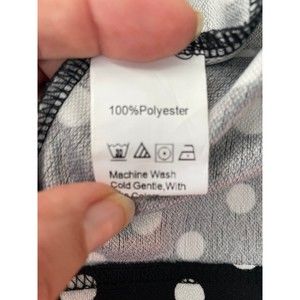 100%Polyester
Machine Wash
Cold Gentle,With